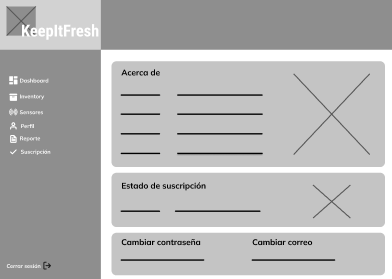 KeepItFresh
Dashboard
Inventory
Sensores
Perfil
Reporte
Suscripción
Cerrar sesión
Acerca de
Estado de suscripción
Cambiar contraseña
Cambiar correo